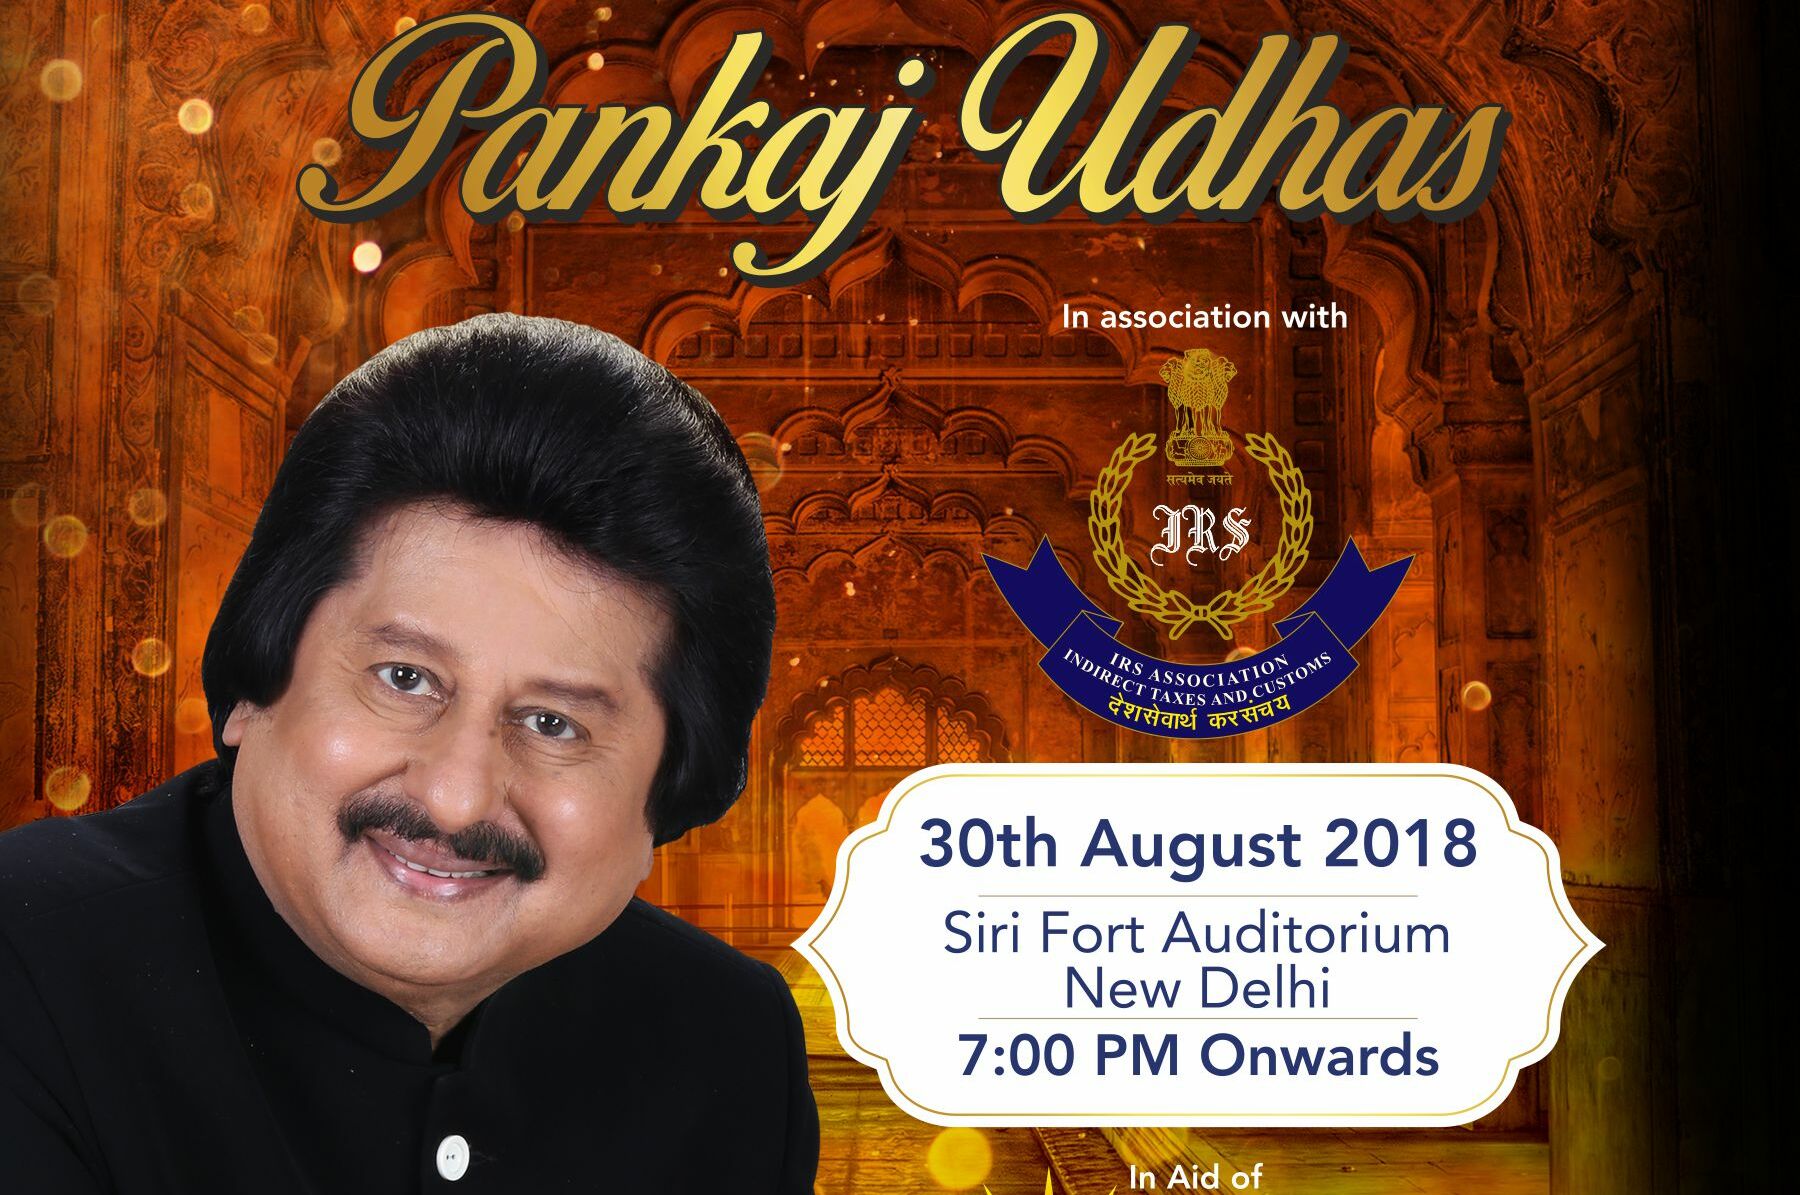 Pankaj Udhas
In association with
सत्यमेव जयते
IRS
IRS ASSOCIATION
INDIRECT TAXES AND CUSTOMS
देशसेवार्थ कर संचय
30th August 2018
Siri Fort Auditorium
New Delhi
7:00 PM Onwards
In Aid of